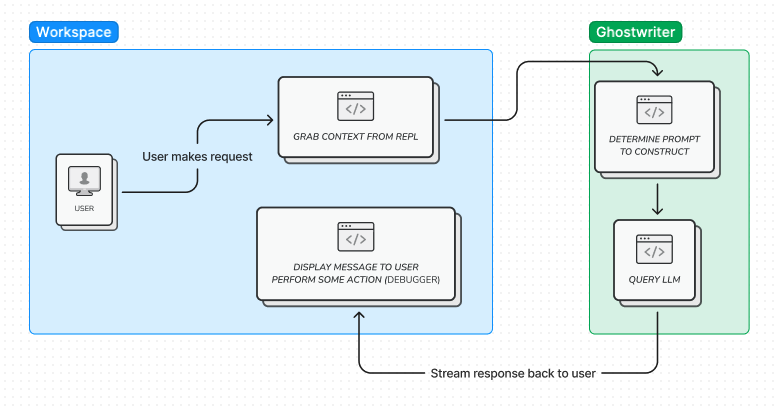 Workspace
Ghostwriter
GRAB CONTEXT FROM REPL
DETERMINE PROMPT
TO CONSTRUCT
User makes request
USER
DISPLAY MESSAGE TO USER
PERFORM SOME ACTION (DEBUGGER)
QUERY LLM
Stream response back to user